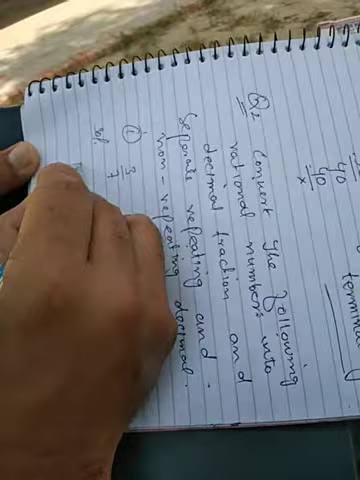 40
40
×
terminat
Q2 Convert the following
rational numbers into
decimal fraction and
Separate repeating and
non-repeating decimal.
(i) 3/7
Sol.